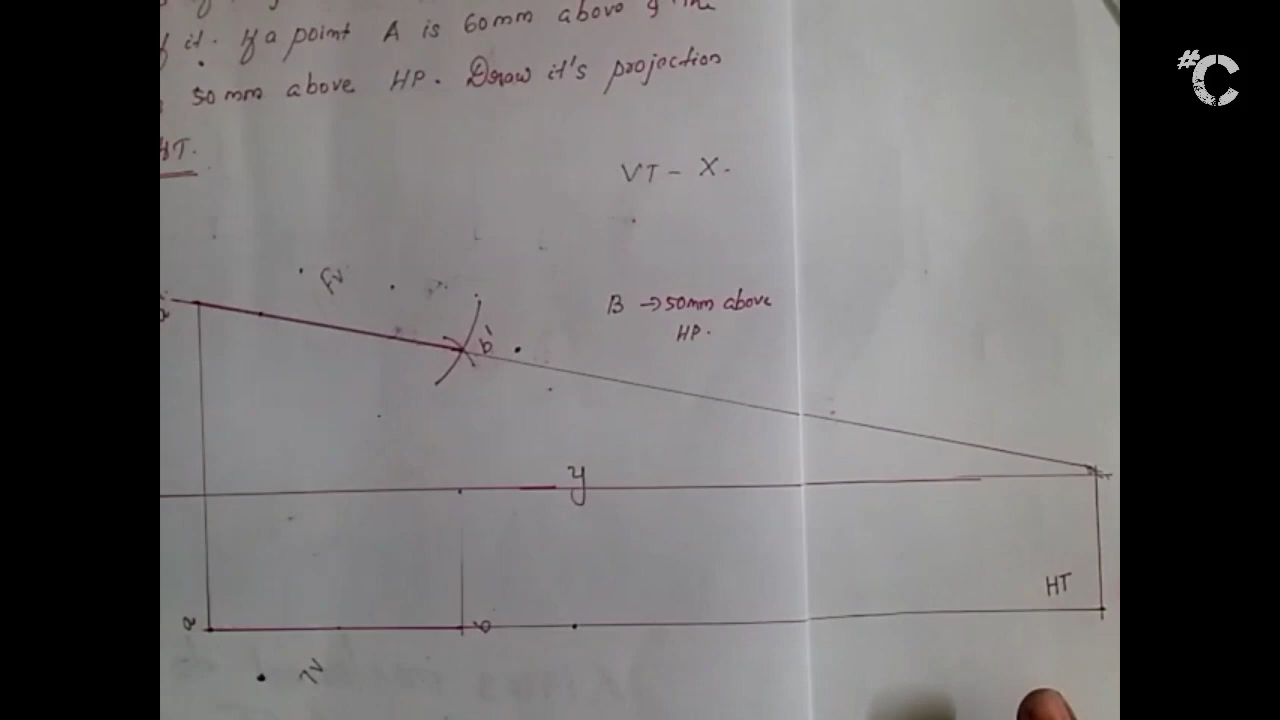 it. If a point A is 60mm above
50mm above HP. Draw it's projection
HT.
VT - X.
FV
B → 50mm above
HP.
a'
b'
y
HT
a
b
TV
#C